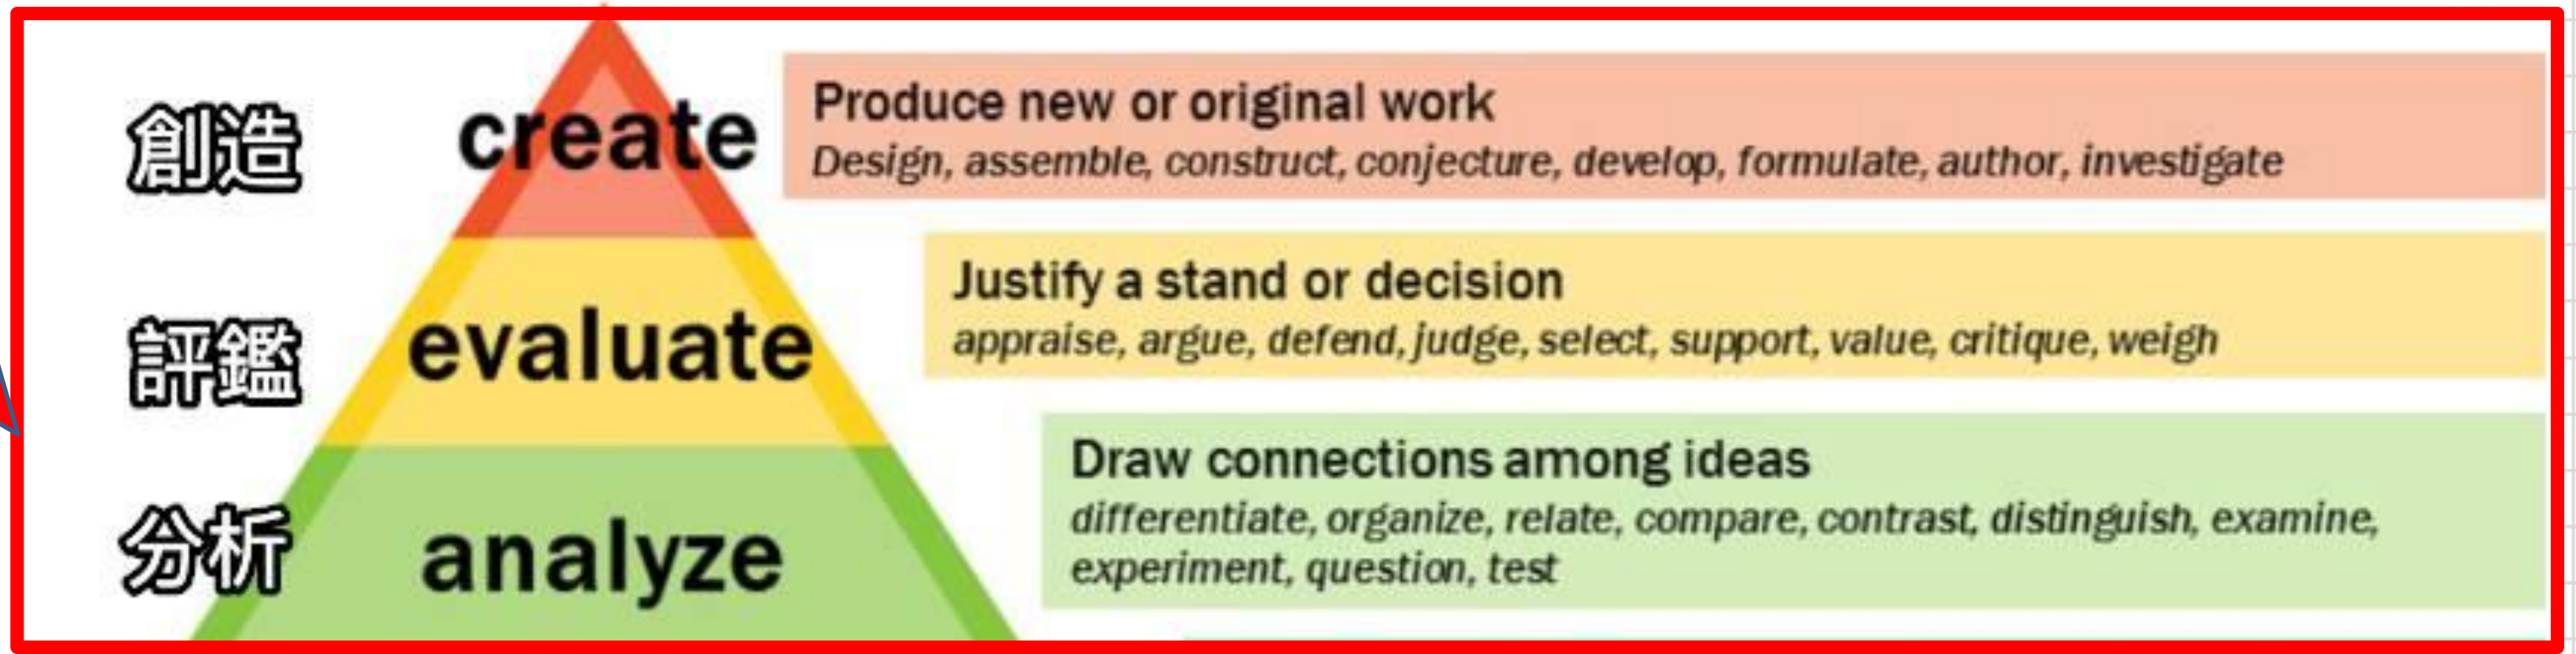 創造
create
Produce new or original work
Design, assemble, construct, conjecture, develop, formulate, author, investigate
評鑑
evaluate
Justify a stand or decision
appraise, argue, defend, judge, select, support, value, critique, weigh
分析
analyze
Draw connections among ideas
differentiate, organize, relate, compare, contrast, distinguish, examine,
experiment, question, test